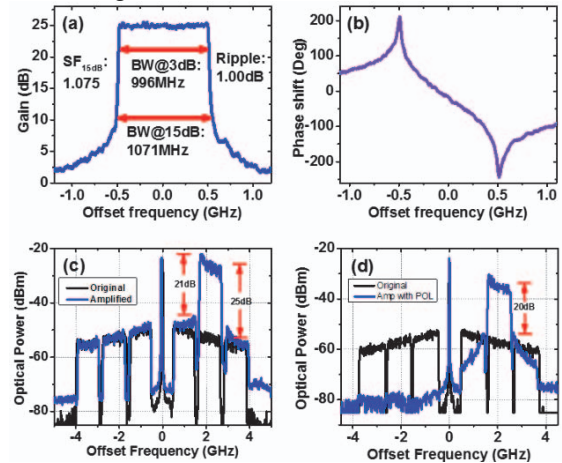 (a)
SF15dB:
1.075
BW@3dB:
996MHz
Ripple:
1.00dB
BW@15dB:
1071MHz
Gain (dB)
0
5
10
15
20
25
-1.0
-0.5
0.0
0.5
1.0
Offset frequency (GHz)
(b)
Phase shift (Deg)
200
100
0
-100
-200
-1.0
-0.5
0.0
0.5
1.0
Offset frequency (GHz)
(c)
Original
Amplified
21dB
25dB
Optical Power (dBm)
-20
-40
-60
-80
-4
-2
0
2
4
Offset Frequency (GHz)
(d)
Original
Amp with POL
20dB
Optical Power (dBm)
-20
-40
-60
-80
-4
-2
0
2
4
Offset Frequency (GHz)